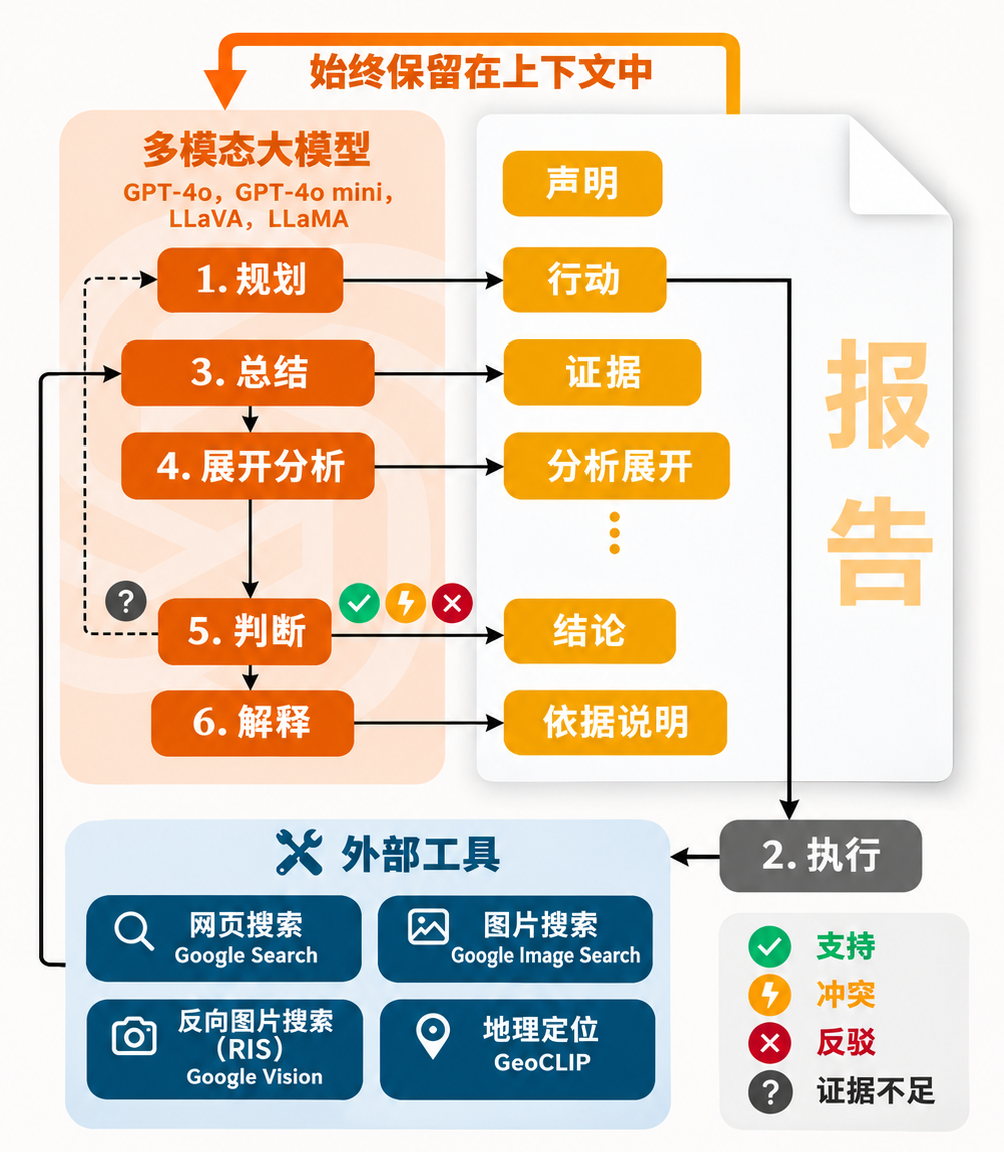 始终保留在上下文中
多模态大模型
GPT-4o，GPT-4o mini，
LLaVA，LLaMA
声明
1. 规划
行动
3. 总结
证据
4. 展开分析
分析展开
5. 判断
结论
6. 解释
依据说明
报
告
外部工具
2. 执行
网页搜索
Google Search
图片搜索
Google Image Search
反向图片搜索
（RIS）
Google Vision
地理定位
GeoCLIP
支持
冲突
反驳
?
证据不足
?